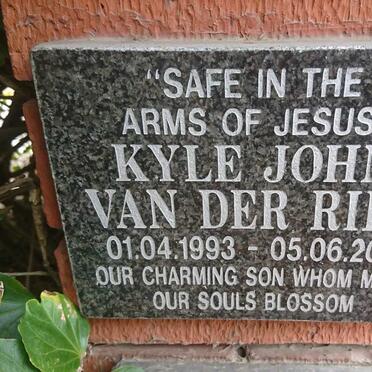 "SAFE IN THE
ARMS OF JESUS
KYLE JOHN
VAN DER
01.04.1993 - 05.06.20
OUR CHARMING SON WHOM
OUR SOULS BLOSSOM